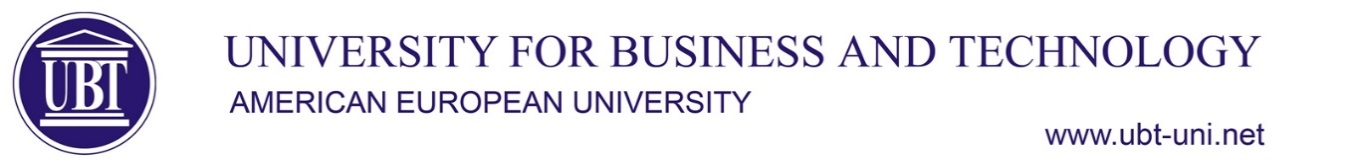 UBT
UNIVERSITY FOR BUSINESS AND TECHNOLOGY
AMERICAN EUROPEAN UNIVERSITY
www.ubt-uni.net